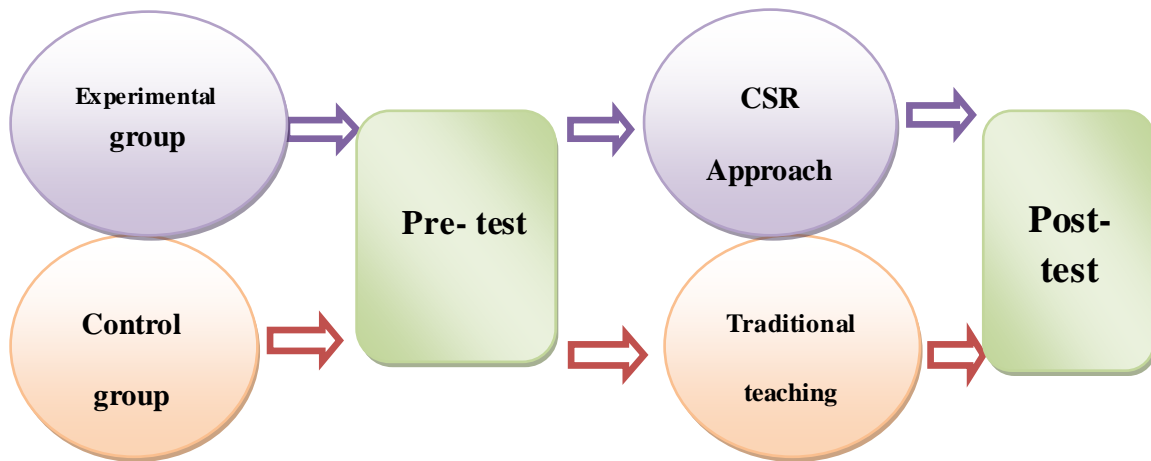 Experimental
group
Pre- test
CSR
Approach
Post-
test
Control
group
Traditional
teaching